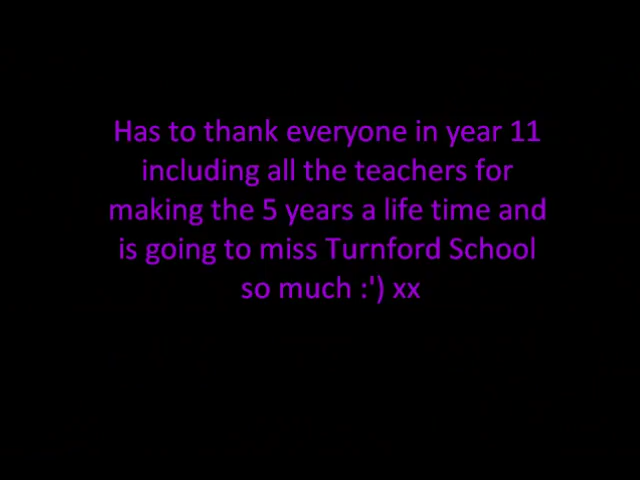 Has to thank everyone in year 11
including all the teachers for
making the 5 years a life time and
is going to miss Turnford School
so much :') xx